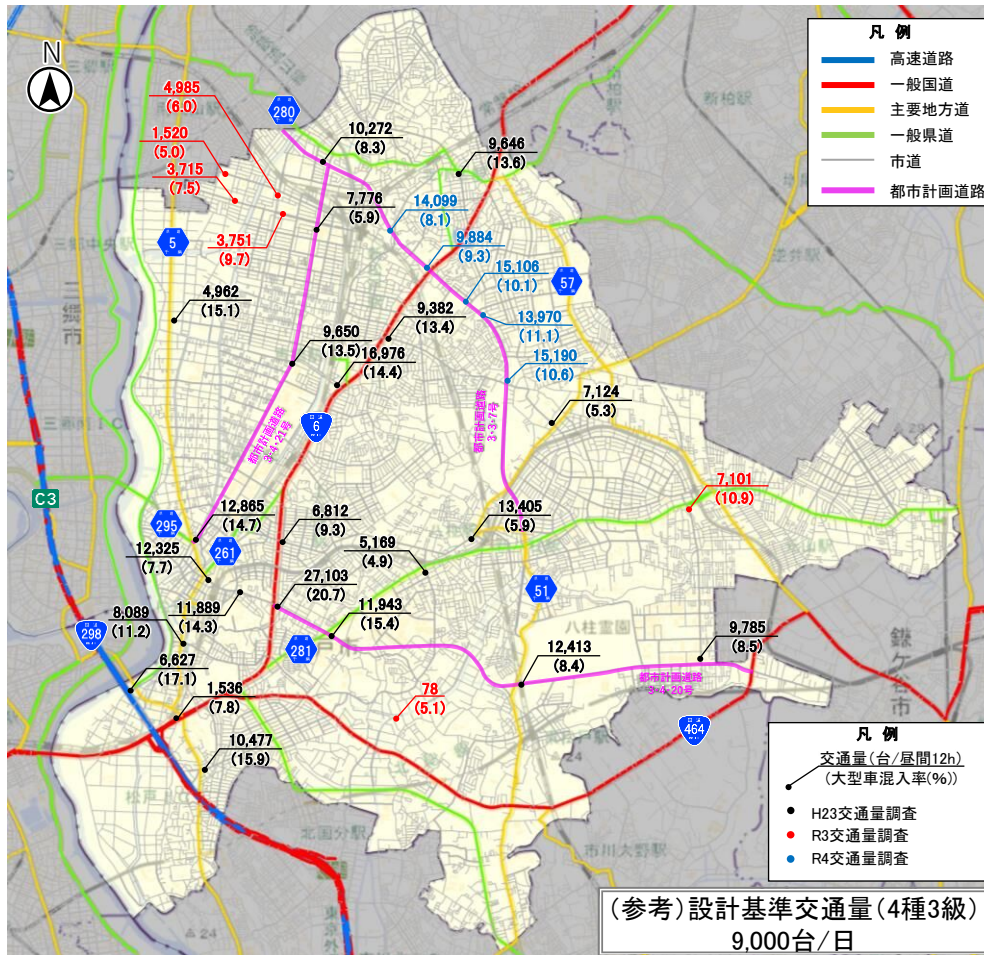 N
凡 例
高速道路
一般国道
主要地方道
一般県道
市道
都市計画道路
4,985
(6.0)
280
1,520
(5.0)
3,715
(7.5)
10,272
(8.3)
9,646
(13.6)
7,776
(5.9)
14,099
(8.1)
3,751
(9.7)
5
9,884
(9.3)
15,106
(10.1)
57
4,962
(15.1)
13,970
(11.1)
9,382
(13.4)
9,650
(13.5)
16,976
(14.4)
15,190
(10.6)
7,124
(5.3)
6
都市計画道路
3・4・21号
都市計画道路
3・3・7号
7,101
(10.9)
C3
295
12,865
(14.7)
261
6,812
(9.3)
13,405
(5.9)
12,325
(7.7)
5,169
(4.9)
51
27,103
(20.7)
8,089
(11.2)
11,889
(14.3)
11,943
(15.4)
298
281
八柱霊園
9,785
(8.5)
12,413
(8.4)
都市計画道路
3・4・20号
鎌ケ谷市
6,627
(17.1)
1,536
(7.8)
78
(5.1)
464
10,477
(15.9)
北国分駅
市川大野駅
新柏駅
凡 例
交通量(台/昼間12h)
(大型車混入率(%))
H23交通量調査
R3交通量調査
R4交通量調査
(参考)設計基準交通量(4種3級)
9,000台/日